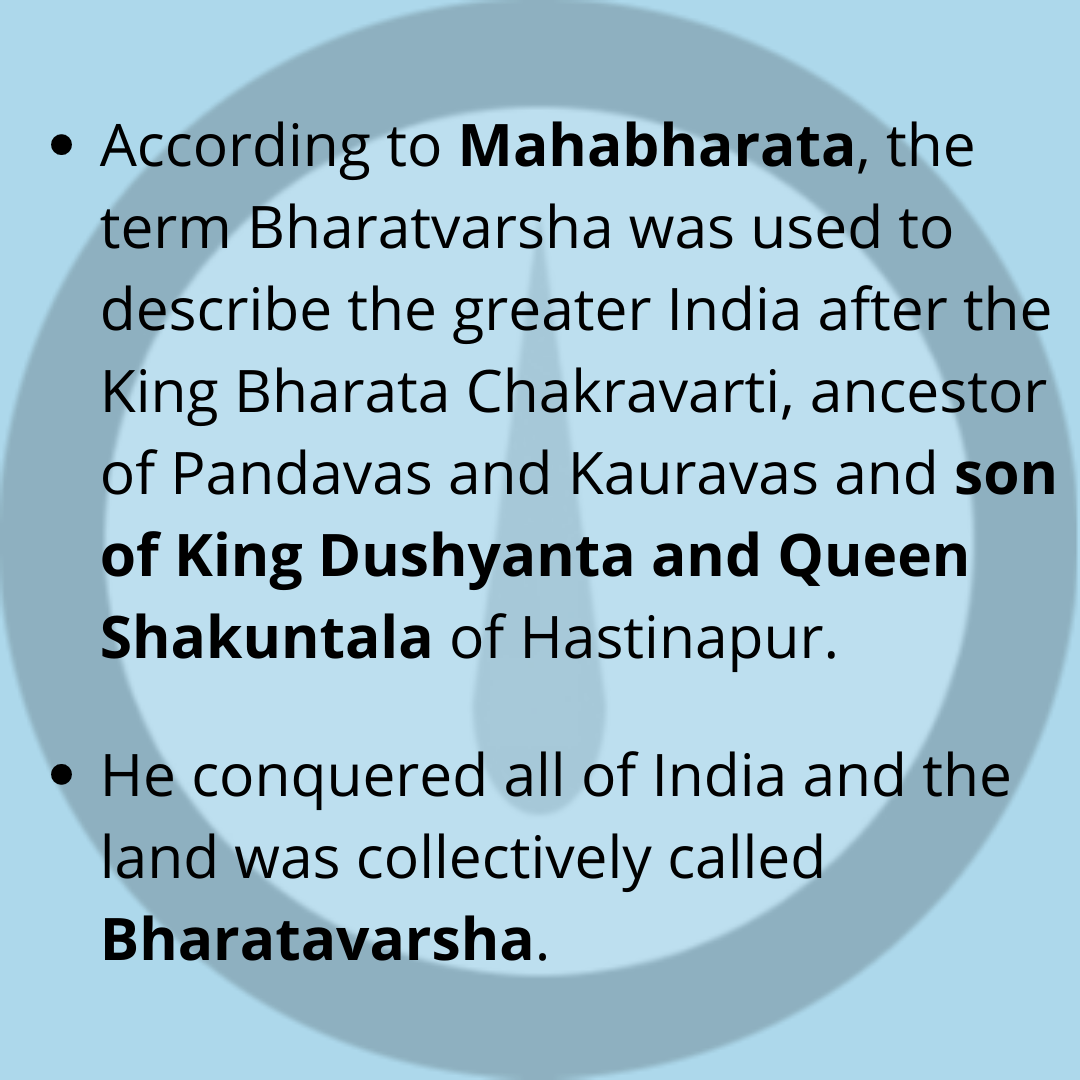 • According to Mahabharata, the
term Bharatvarsha was used to
describe the greater India after the
King Bharata Chakravarti, ancestor
of Pandavas and Kauravas and son
of King Dushyanta and Queen
Shakuntala of Hastinapur.
• He conquered all of India and the
land was collectively called
Bharatavarsha.